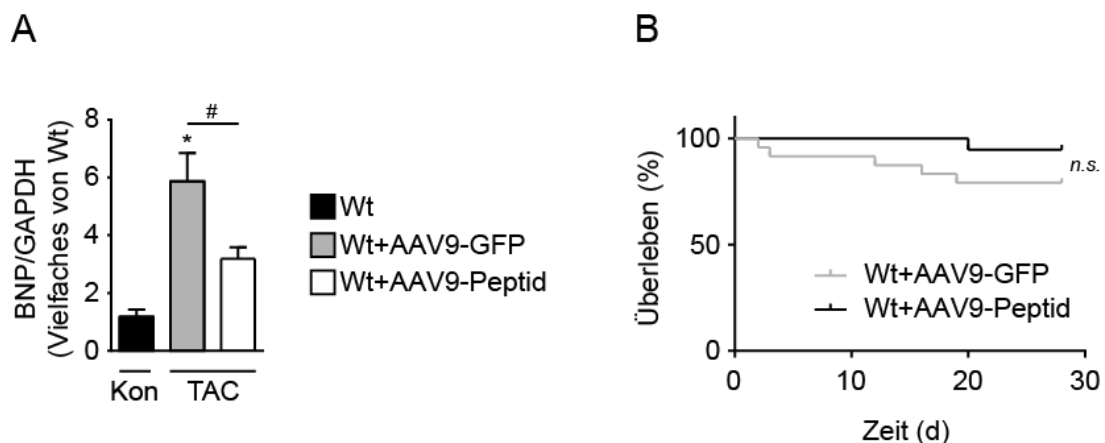 A
BNP/GAPDH
(Vielfaches von Wt)
8
6
4
2
0
*
#
Kon
TAC
Wt
Wt+AAV9-GFP
Wt+AAV9-Peptid
B
Überleben (%)
100
50
0
n.s.
Wt+AAV9-GFP
Wt+AAV9-Peptid
0 10 20 30
Zeit (d)